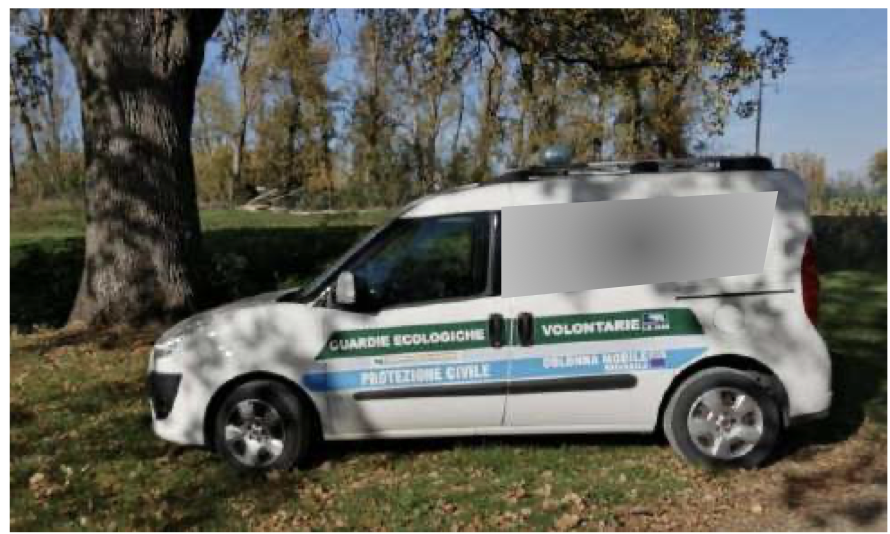 GUARDIE ECOLOGICHE VOLONTARIE
PROTEZIONE CIVILE
COLONNA MOBILE